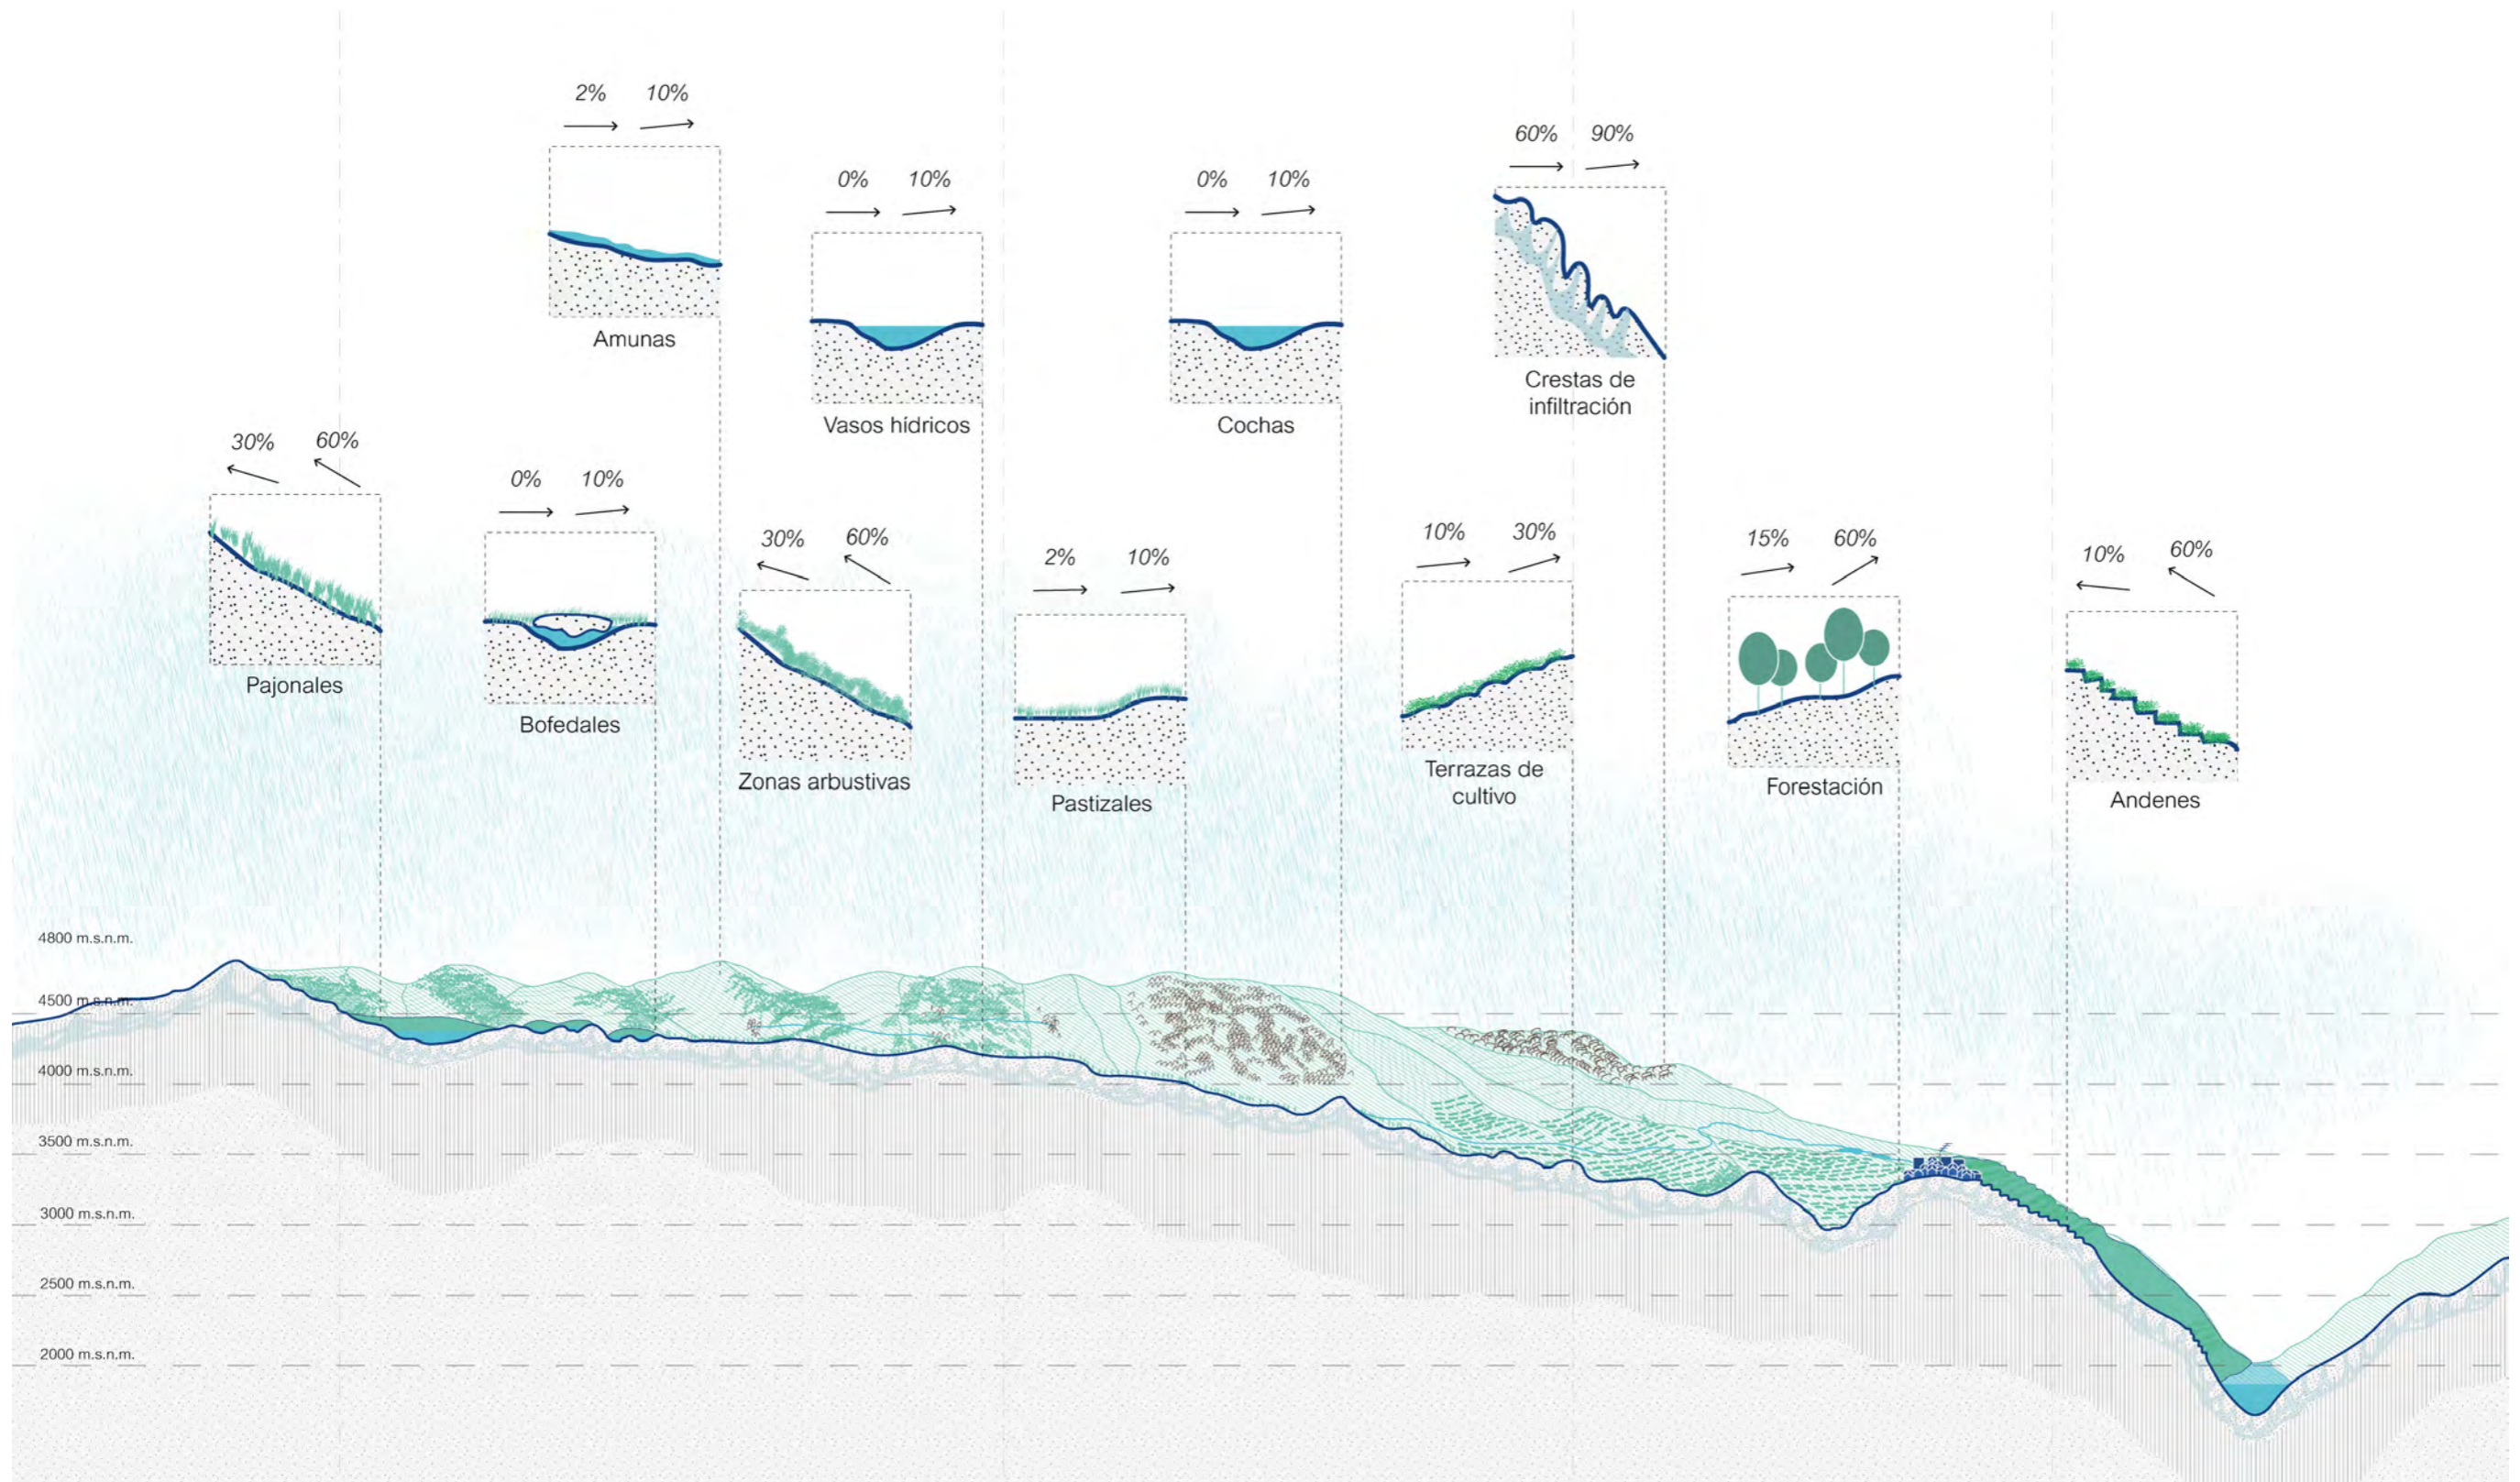 2% 10%
Amunas
0% 10%
Vasos hídricos
0% 10%
Cochas
60% 90%
Crestas de
infiltración
30% 60%
Pajonales
0% 10%
Bofedales
30% 60%
Zonas arbustivas
2% 10%
Pastizales
10% 30%
Terrazas de
cultivo
15% 60%
Forestación
10% 60%
Andenes
4800 m.s.n.m.
4500 m.s.n.m.
4000 m.s.n.m.
3500 m.s.n.m.
3000 m.s.n.m.
2500 m.s.n.m.
2000 m.s.n.m.